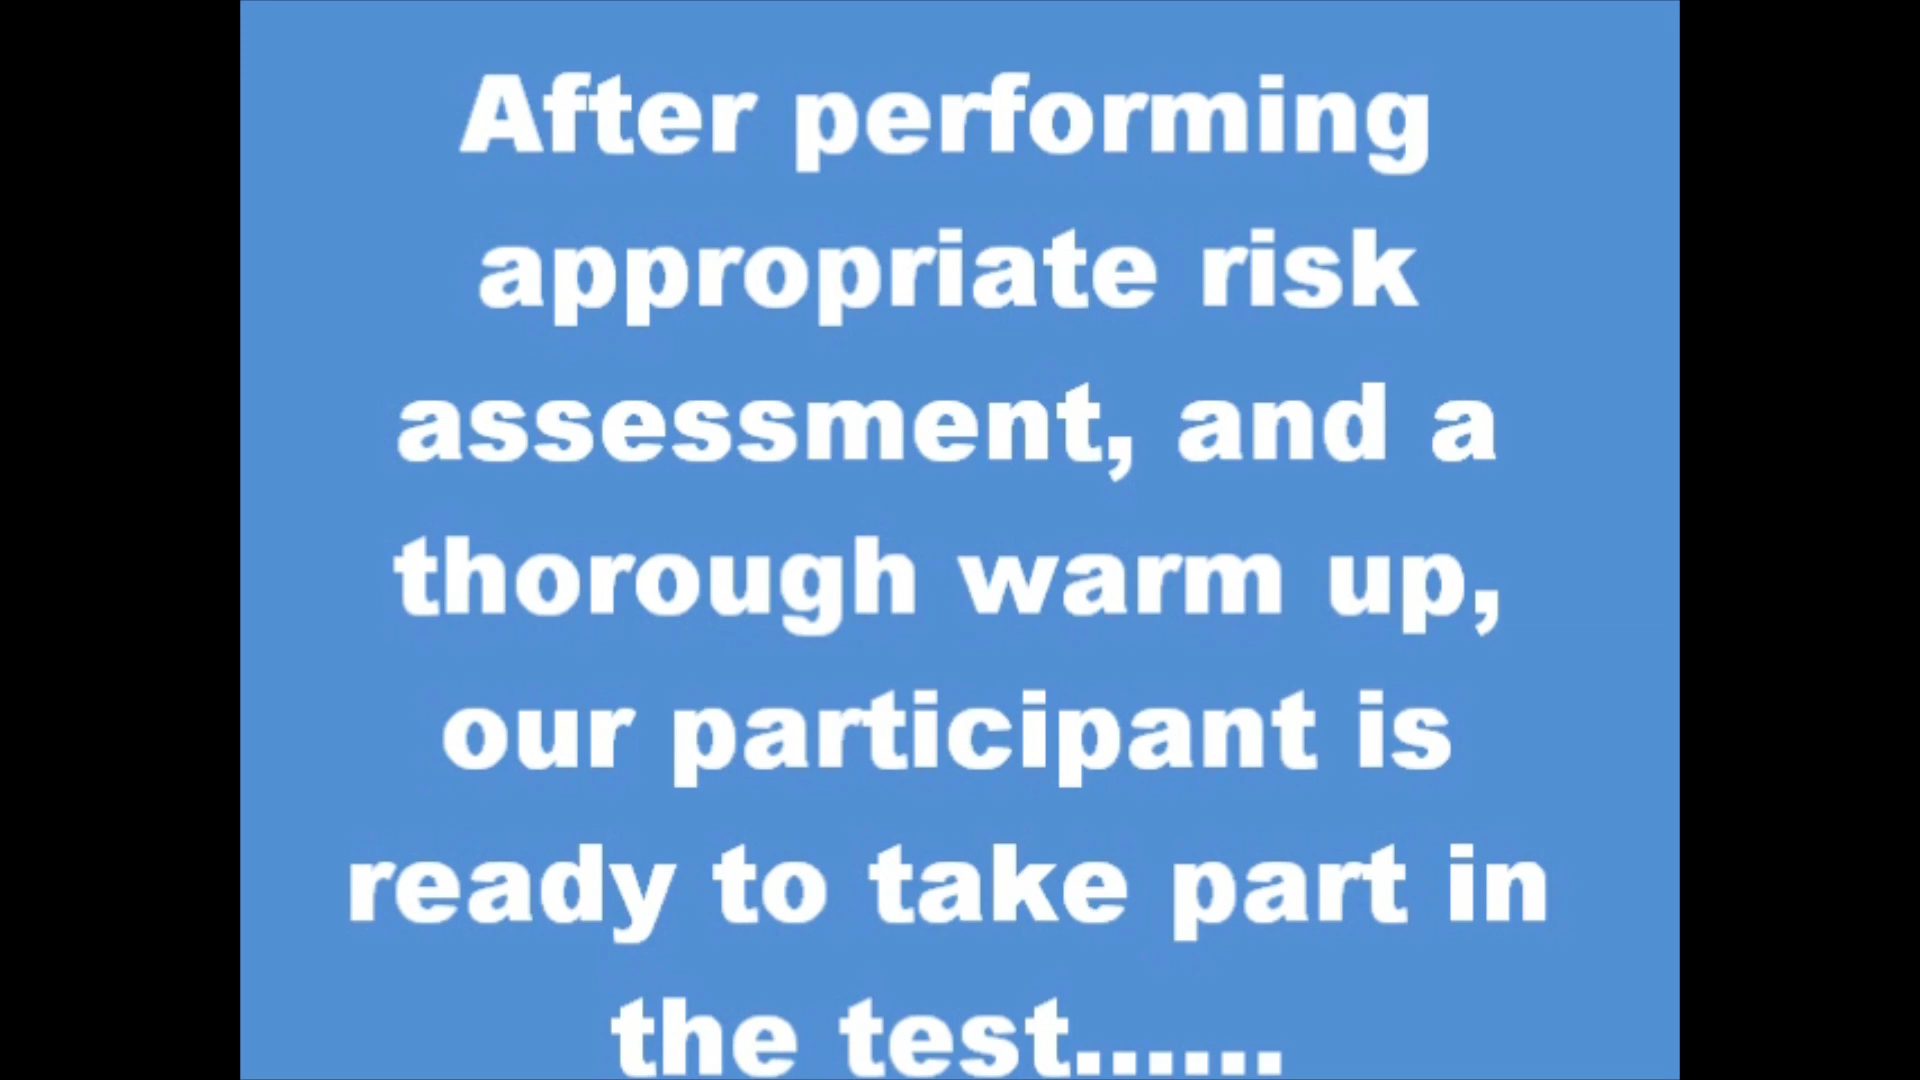 After performing
appropriate risk
assessment, and a
thorough warm up,
our participant is
ready to take part in
the test......